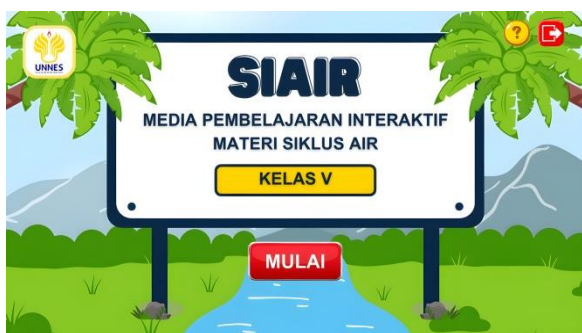 UNNES
?
SIAIR
MEDIA PEMBELAJARAN INTERAKTIF
MATERI SIKLUS AIR
KELAS V
MULAI